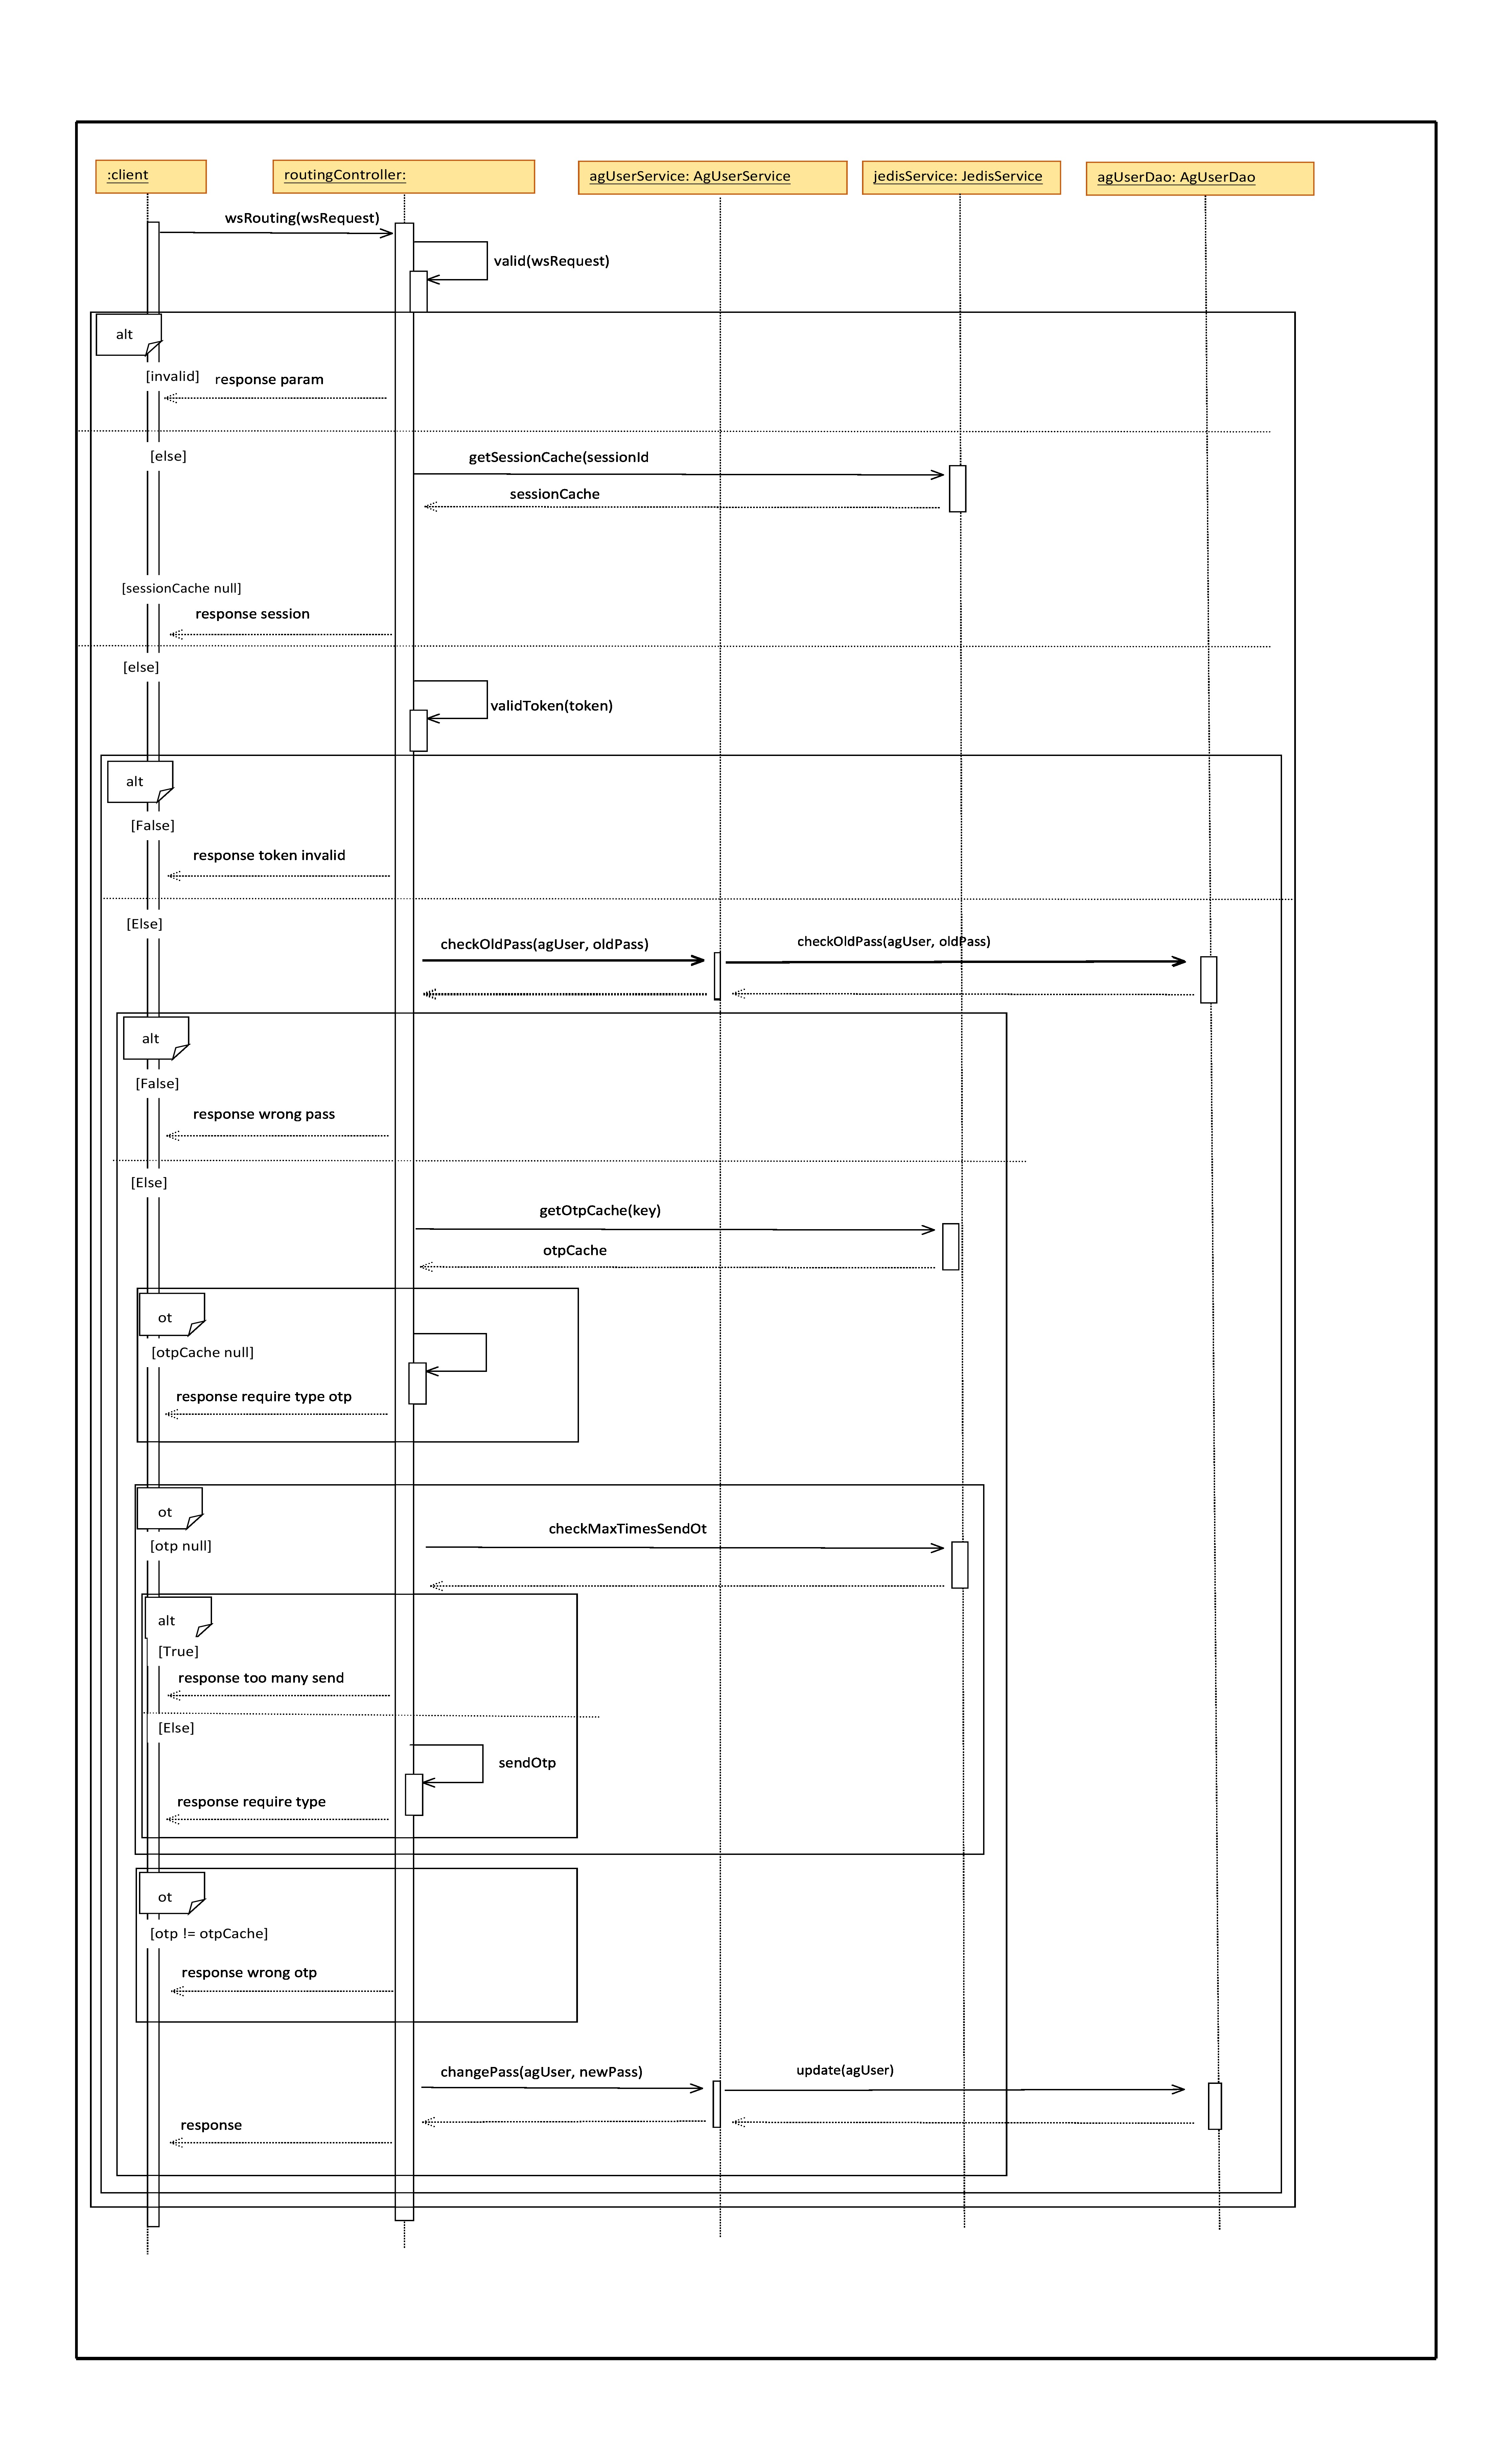 :client
routingController:
agUserService: AgUserService
jedisService: JedisService
agUserDao: AgUserDao
wsRouting(wsRequest)
valid(wsRequest)
alt
[invalid]
response param
[else]
getSessionCache(sessionId
sessionCache
[sessionCache null]
response session
[else]
validToken(token)
alt
[False]
response token invalid
[Else]
checkOldPass(agUser, oldPass)
checkOldPass(agUser, oldPass)
alt
[False]
response wrong pass
[Else]
getOtpCache(key)
otpCache
ot
[otpCache null]
response require type otp
ot
[otp null]
checkMaxTimesSendOt
alt
[True]
response too many send
[Else]
sendOtp
response require type
ot
[otp != otpCache]
response wrong otp
changePass(agUser, newPass)
update(agUser)
response